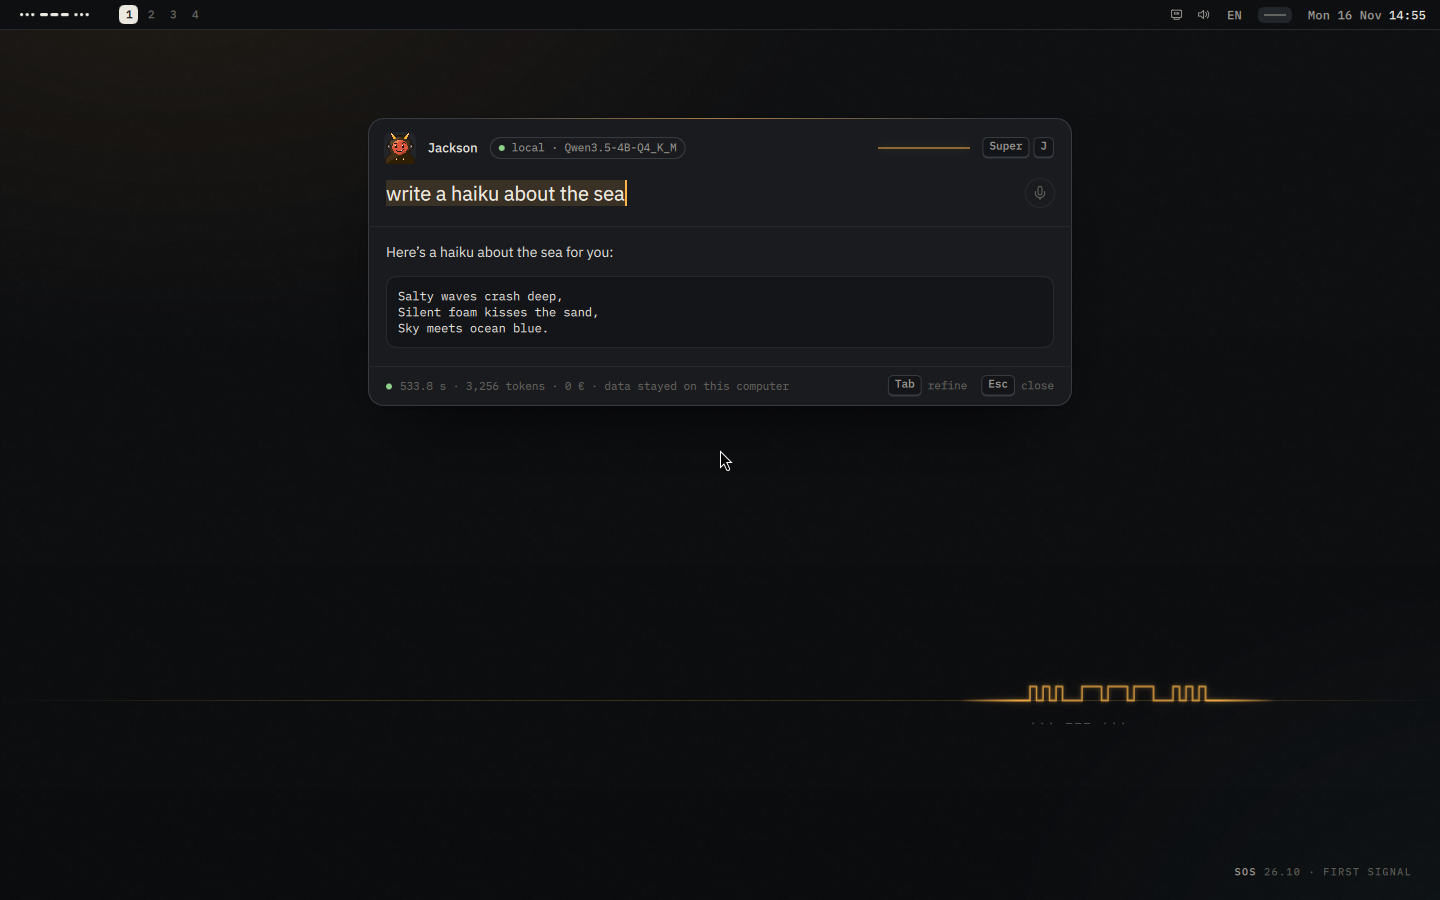 1 2 3 4
EN
Mon 16 Nov 14:55
Jackson
local · Qwen3.5-4B-Q4_K_M
Super J
write a haiku about the sea
Here’s a haiku about the sea for you:
Salty waves crash deep,
Silent foam kisses the sand,
Sky meets ocean blue.
533.8 s · 3,256 tokens · 0 € · data stayed on this computer
Tab refine Esc close
··· ——— ···
SOS 26.10 · FIRST SIGNAL